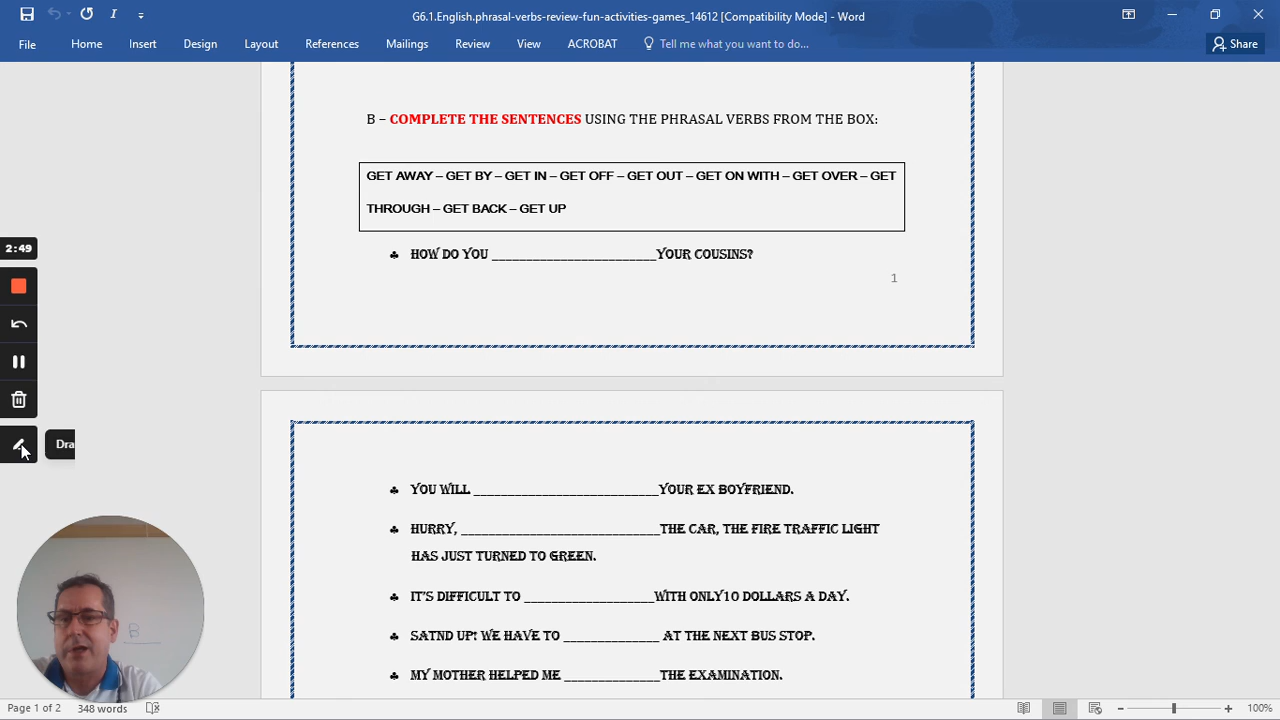 G6.1.English.phrasal-verbs-review-fun-activities-games_14612 [Compatibility Mode] - Word
File Home Insert Design Layout References Mailings Review View ACROBAT Tell me what you want to do... Share
B – COMPLETE THE SENTENCES USING THE PHRASAL VERBS FROM THE BOX:
GET AWAY – GET BY – GET IN – GET OFF – GET OUT – GET ON WITH – GET OVER – GET
THROUGH – GET BACK – GET UP
2:49
♣ HOW DO YOU ________________________YOUR COUSINS?
1
Dra
♣ YOU WILL ___________________________YOUR EX BOYFRIEND.
♣ HURRY, _____________________________THE CAR, THE FIRE TRAFFIC LIGHT
HAS JUST TURNED TO GREEN.
♣ IT'S DIFFICULT TO ___________________WITH ONLY10 DOLLARS A DAY.
♣ SATND UP! WE HAVE TO ______________ AT THE NEXT BUS STOP.
♣ MY MOTHER HELPED ME ______________THE EXAMINATION.
B
Page 1 of 2 348 words 100%